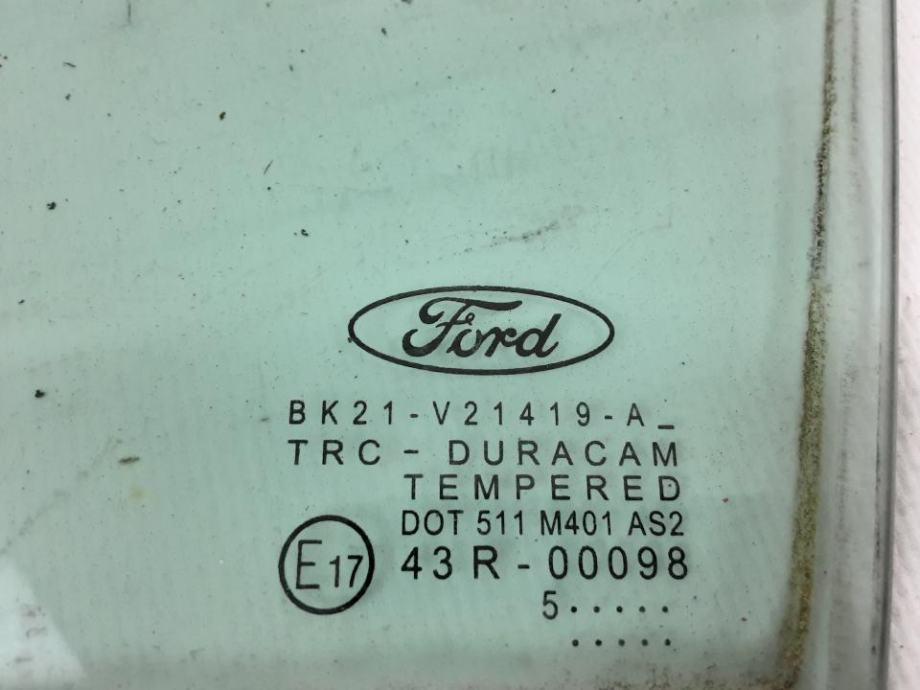 Ford
BK21-V21419-A_
TRC - DURACAM
TEMPERED
DOT 511 M401 AS2
E17 43R-00098
5.....
.....